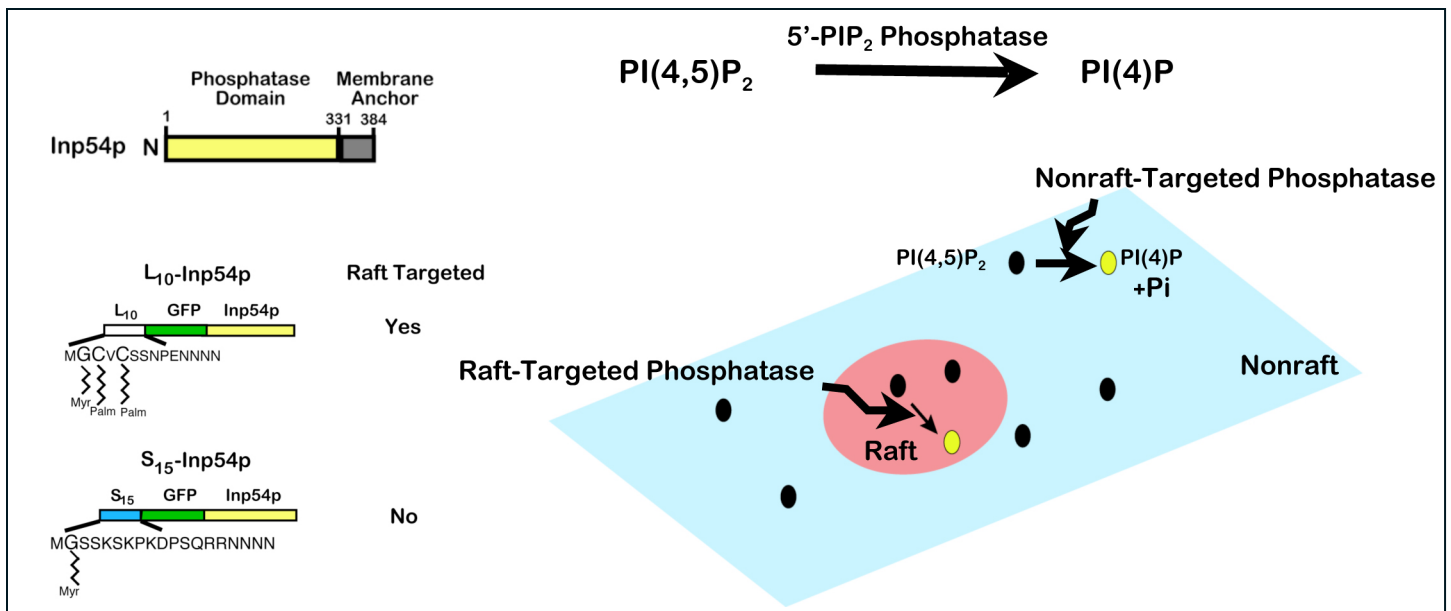 5'-PIP₂ Phosphatase
PI(4,5)P₂ PI(4)P
Phosphatase Domain
Membrane Anchor
1 331 384
Inp54p N
L₁₀-Inp54p Raft Targeted
L₁₀ GFP Inp54p
Yes
MGCVCSSNPENNNN
Myr Palm Palm
S₁₅-Inp54p
S₁₅ GFP Inp54p
No
MGSSKSKPKDPSQRRNNNN
Myr
Nonraft-Targeted Phosphatase
PI(4,5)P₂ PI(4)P
+Pi
Nonraft
Raft-Targeted Phosphatase
Raft